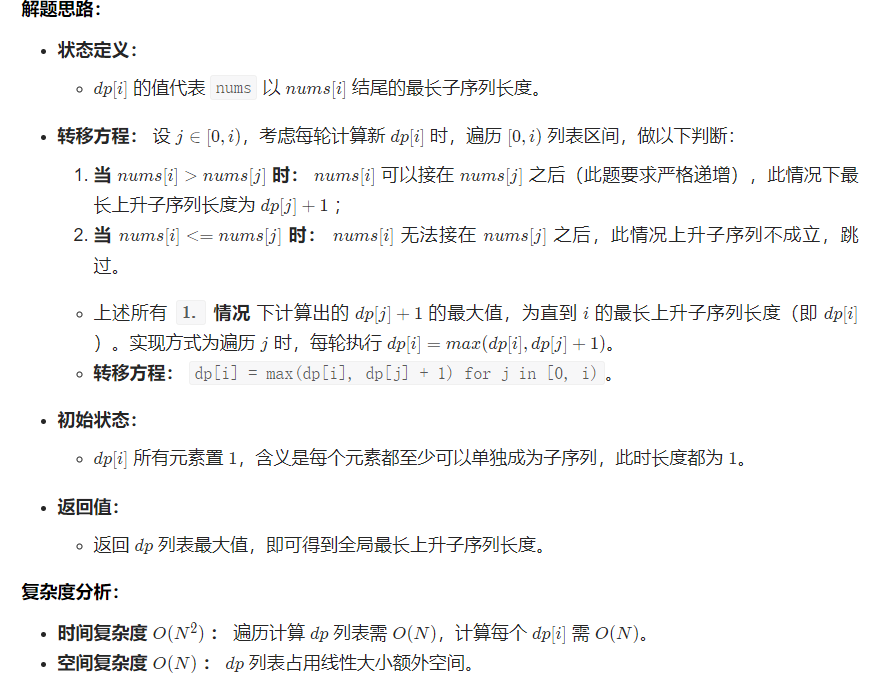 解题思路：
• 状态定义：
◦ dp[i] 的值代表 nums 以 nums[i] 结尾的最长子序列长度。
• 转移方程： 设 j ∈ [0, i)，考虑每轮计算新 dp[i] 时，遍历 [0, i) 列表区间，做以下判断：
1. 当 nums[i] > nums[j] 时： nums[i] 可以接在 nums[j] 之后（此题要求严格递增），此情况下最
长上升子序列长度为 dp[j] + 1 ；
2. 当 nums[i] <= nums[j] 时： nums[i] 无法接在 nums[j] 之后，此情况上升子序列不成立，跳
过。
◦ 上述所有 1. 情况 下计算出的 dp[j] + 1 的最大值，为直到 i 的最长上升子序列长度（即 dp[i]
）。实现方式为遍历 j 时，每轮执行 dp[i] = max(dp[i], dp[j] + 1)。
◦ 转移方程： dp[i] = max(dp[i], dp[j] + 1) for j in [0, i)。
• 初始状态：
◦ dp[i] 所有元素置 1，含义是每个元素都至少可以单独成为子序列，此时长度都为 1。
• 返回值：
◦ 返回 dp 列表最大值，即可得到全局最长上升子序列长度。
复杂度分析：
• 时间复杂度 O(N²) ： 遍历计算 dp 列表需 O(N)，计算每个 dp[i] 需 O(N)。
• 空间复杂度 O(N) ： dp 列表占用线性大小额外空间。